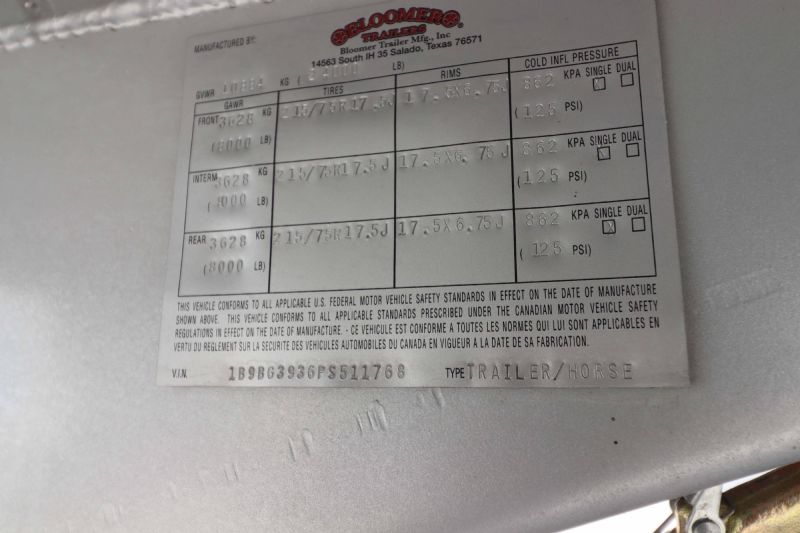 MANUFACTURED BY:
BLOOMER
TRAILERS
Bloomer Trailer Mfg., Inc
14563 South IH 35 Salado, Texas 76571
GVWR 10884 KG ( 24000 LB)
GAWR TIRES RIMS COLD INFL PRESSURE
FRONT 3628 KG 215/75R17.5J 17.5X6.75J 862 KPA SINGLE DUAL
(8000 LB) (125 PSI) X
INTERM 3628 KG 215/75R17.5J 17.5X6.75J 862 KPA SINGLE DUAL
(8000 LB) (125 PSI) X
REAR 3628 KG 215/75R17.5J 17.5X6.75J 862 KPA SINGLE DUAL
(8000 LB) (125 PSI) X
THIS VEHICLE CONFORMS TO ALL APPLICABLE U.S. FEDERAL MOTOR VEHICLE SAFETY STANDARDS IN EFFECT ON THE DATE OF MANUFACTURE
SHOWN ABOVE. THIS VEHICLE CONFORMS TO ALL APPLICABLE STANDARDS PRESCRIBED UNDER THE CANADIAN MOTOR VEHICLE SAFETY
REGULATIONS IN EFFECT ON THE DATE OF MANUFACTURE. - CE VEHICULE EST CONFORME A TOUTES LES NORMES QUI LUI SONT APPLICABLES EN
VERTU DU REGLEMENT SUR LA SECURITE DES VEHICULES AUTOMOBILES DU CANADA EN VIGUEUR A LA DATE DE SA FABRICATION.
V.I.N. 1B9BG3936PS511768 TYPE TRAILER/HORSE